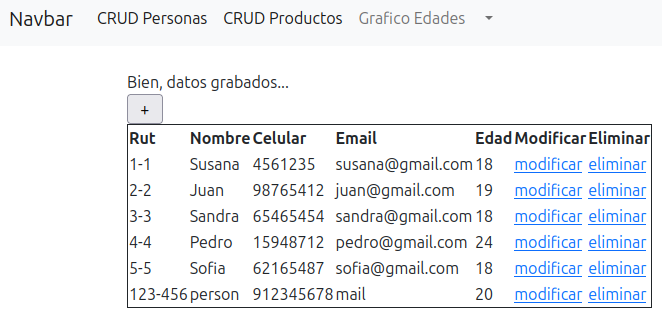 Navbar CRUD Personas CRUD Productos Grafico Edades
Bien, datos grabados...
+
Rut Nombre Celular Email Edad Modificar Eliminar
1-1 Susana 4561235 susana@gmail.com 18 modificar eliminar
2-2 Juan 98765412 juan@gmail.com 19 modificar eliminar
3-3 Sandra 65465454 sandra@gmail.com 18 modificar eliminar
4-4 Pedro 15948712 pedro@gmail.com 24 modificar eliminar
5-5 Sofia 62165487 sofia@gmail.com 18 modificar eliminar
123-456 person 912345678 mail 20 modificar eliminar